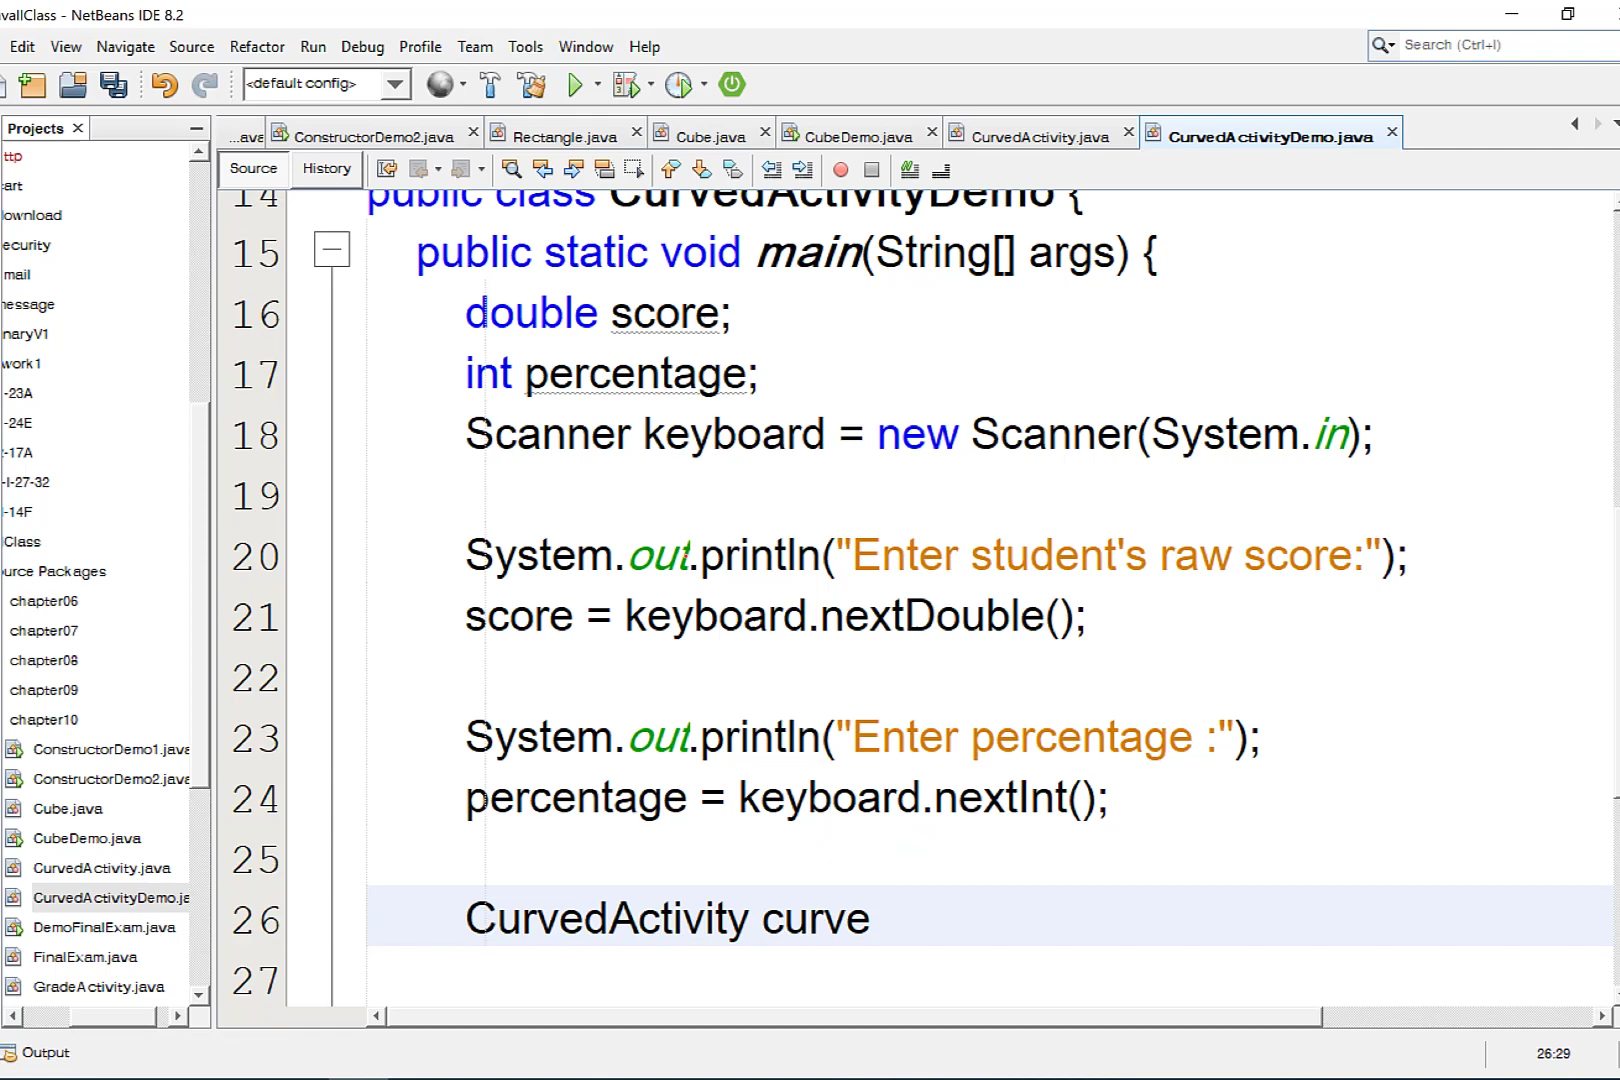 avallClass - NetBeans IDE 8.2
Edit View Navigate Source Refactor Run Debug Profile Team Tools Window Help
Search (Ctrl+I)
<default config>
Projects
...ava ConstructorDemo2.java Rectangle.java Cube.java CubeDemo.java CurvedActivity.java CurvedActivityDemo.java
Source History
ttp
art
ownload
ecurity
mail
essage
naryV1
work1
-23A
-24E
-17A
-I-27-32
-14F
Class
urce Packages
chapter06
chapter07
chapter08
chapter09
chapter10
ConstructorDemo1.java
ConstructorDemo2.java
Cube.java
CubeDemo.java
CurvedActivity.java
CurvedActivityDemo.ja
DemoFinalExam.java
FinalExam.java
GradeActivity.java
14 public class CurvedActivityDemo {
15 public static void main(String[] args) {
16 double score;
17 int percentage;
18 Scanner keyboard = new Scanner(System.in);
19
20 System.out.println("Enter student's raw score:");
21 score = keyboard.nextDouble();
22
23 System.out.println("Enter percentage :");
24 percentage = keyboard.nextInt();
25
26 CurvedActivity curve
27
Output
26:29